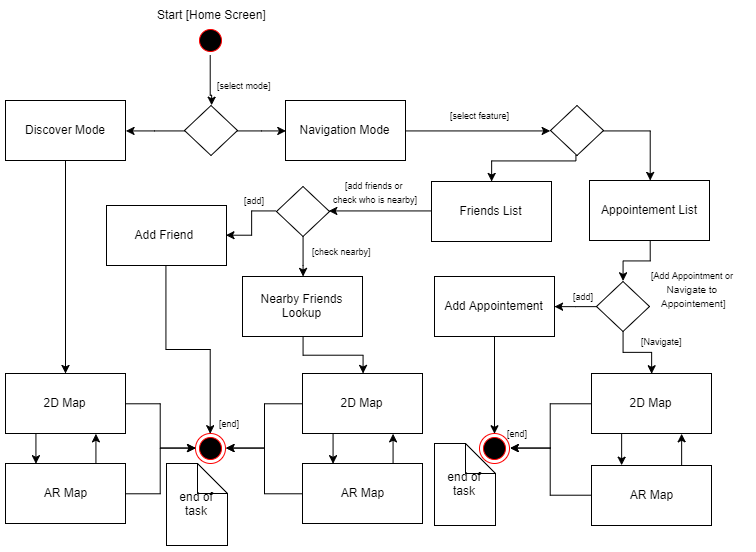 Start [Home Screen]
[select mode]
Discover Mode
Navigation Mode
[select feature]
[add friends or
check who is nearby]
[add]
Add Friend
Friends List
Appointement List
[check nearby]
Nearby Friends
Lookup
Add Appointement
[add]
[Add Appointment or
Navigate to
Appointement]
[Navigate]
2D Map
[end]
2D Map
[end]
2D Map
AR Map
end of
task
AR Map
end of
task
AR Map